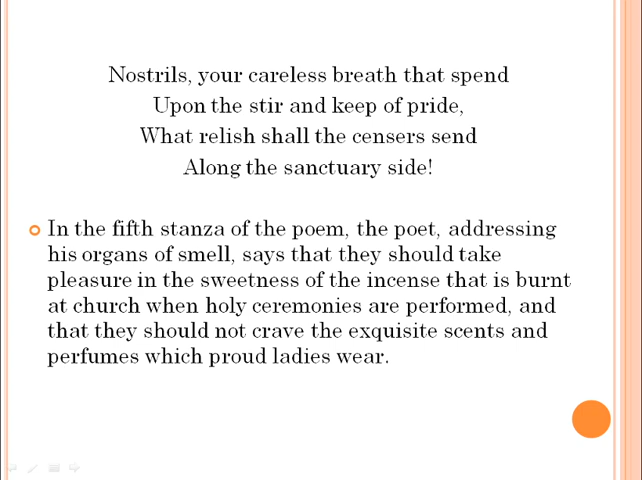 Nostrils, your careless breath that spend
Upon the stir and keep of pride,
What relish shall the censers send
Along the sanctuary side!
In the fifth stanza of the poem, the poet, addressing
his organs of smell, says that they should take
pleasure in the sweetness of the incense that is burnt
at church when holy ceremonies are performed, and
that they should not crave the exquisite scents and
perfumes which proud ladies wear.